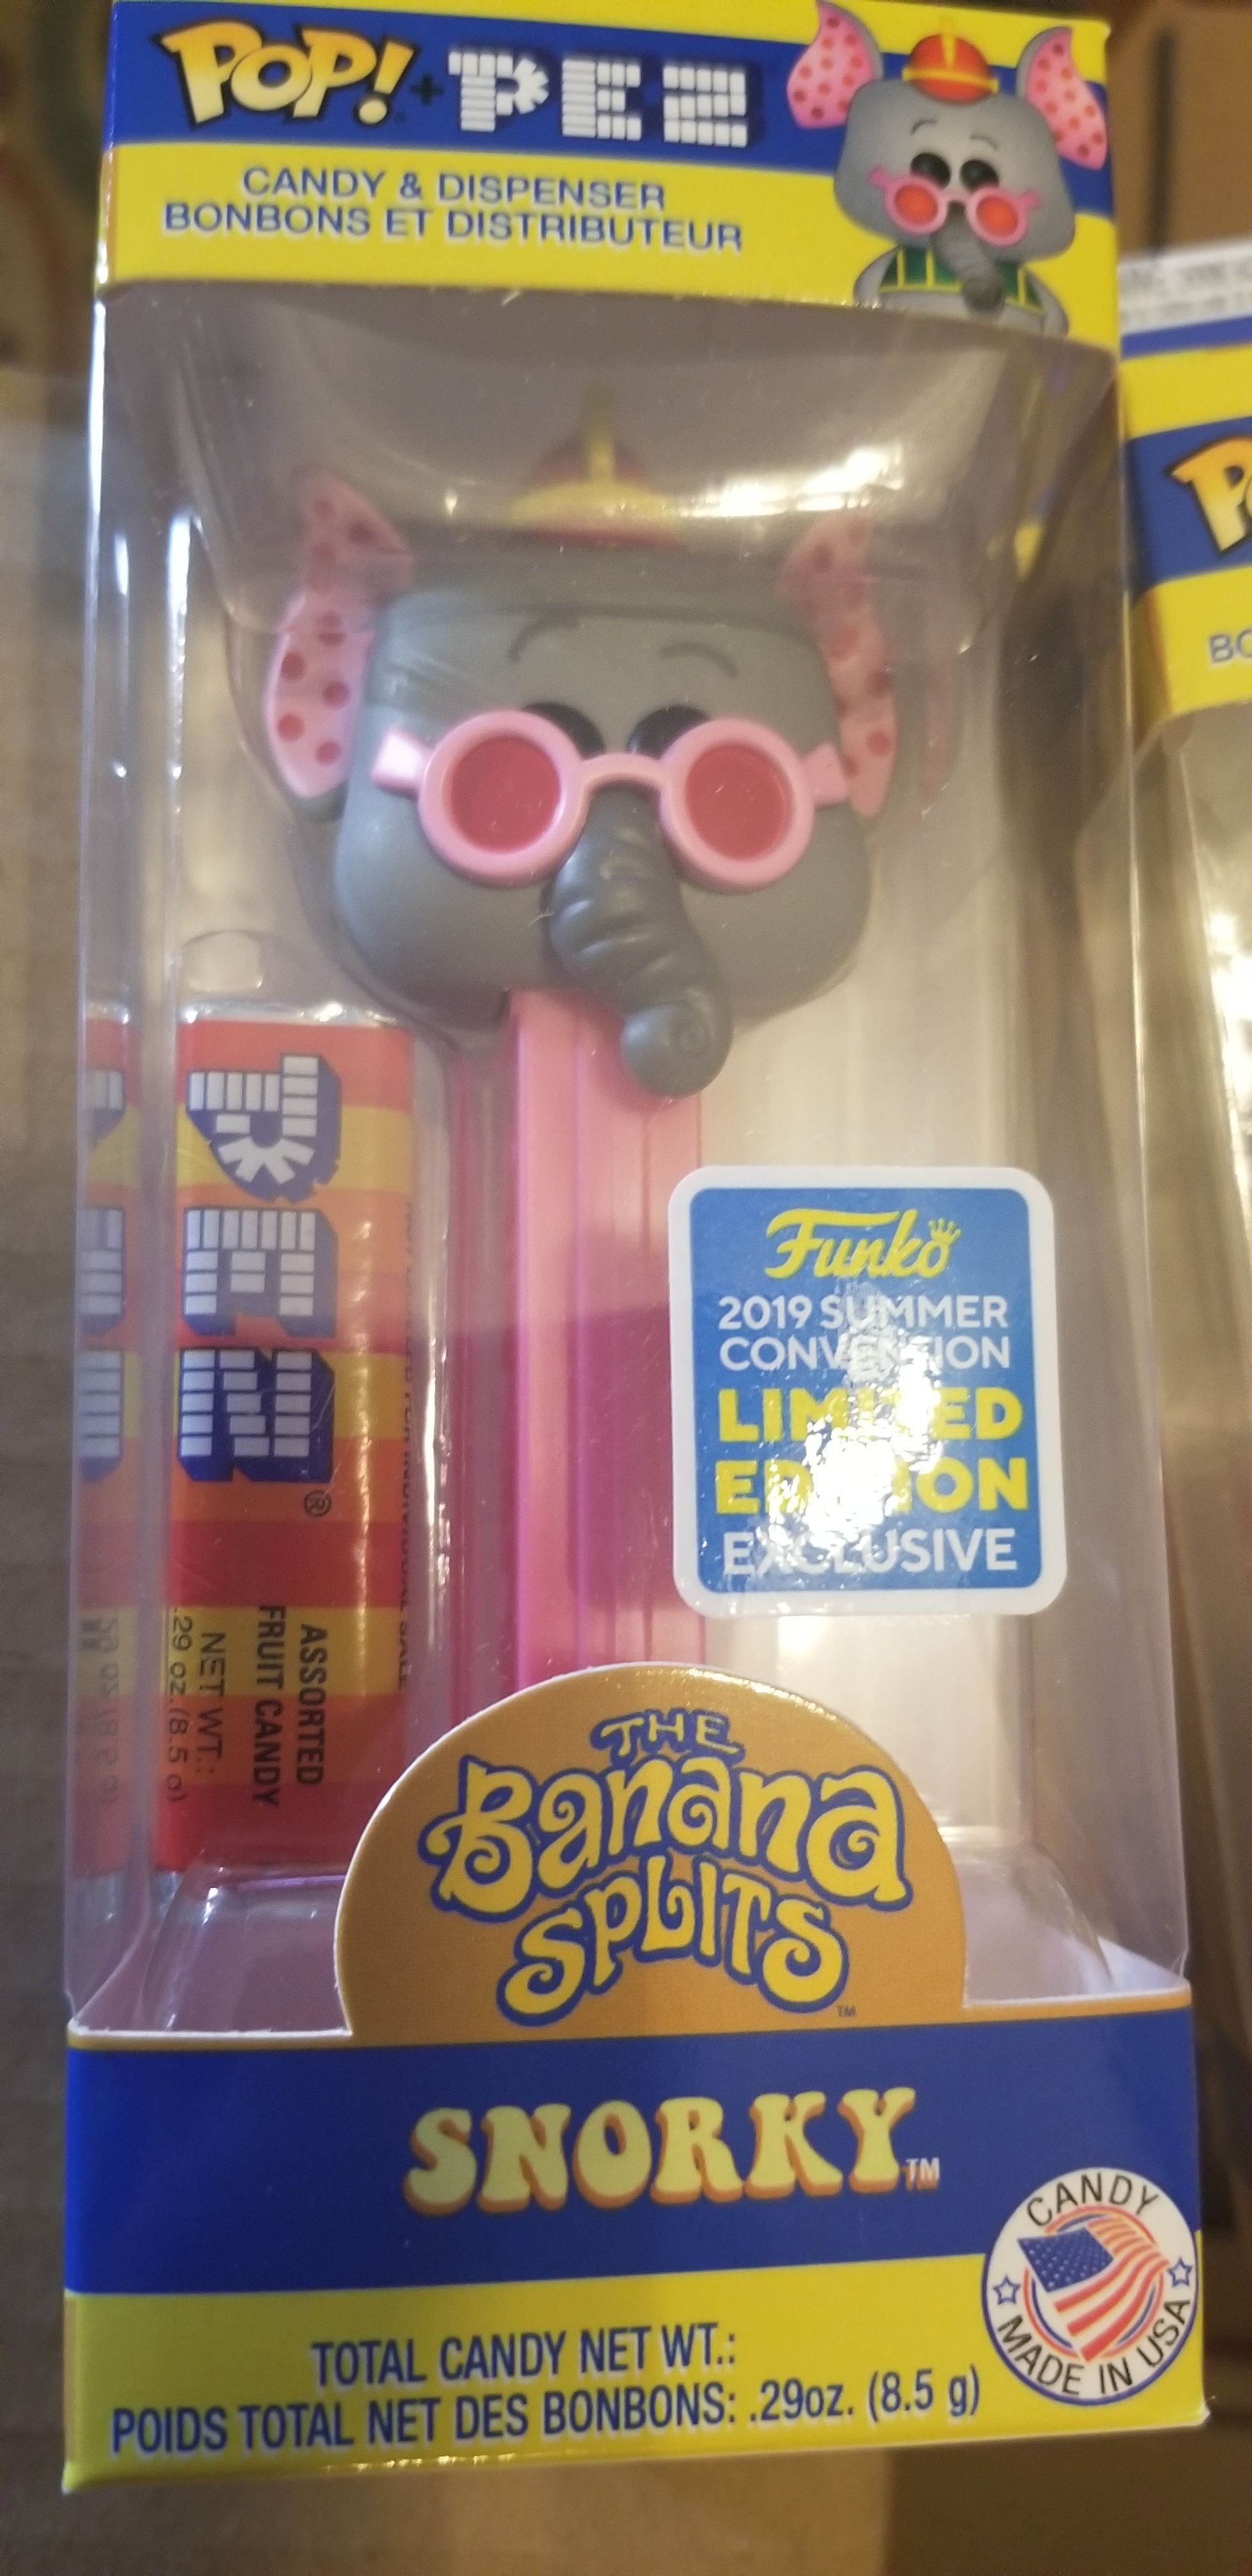 POP! + PEZ
CANDY & DISPENSER
BONBONS ET DISTRIBUTEUR
PEZ®
ASSORTED
FRUIT CANDY
NET WT.:
.29 oz.(8.5 g)
Funko
2019 SUMMER
CONVENTION
LIMITED
EDITION
EXCLUSIVE
THE
Banana
SPLITS™
SNORKY™
CANDY
MADE IN USA
TOTAL CANDY NET WT.:
POIDS TOTAL NET DES BONBONS: .29oz. (8.5 g)